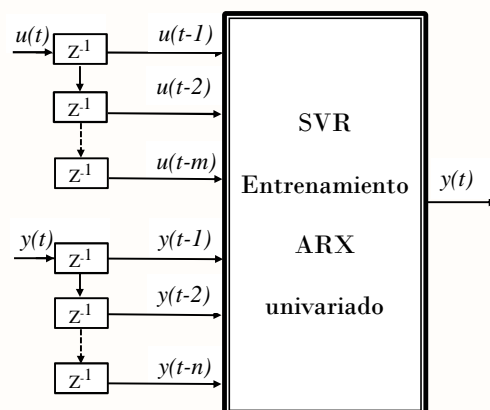 u(t)
Z-1
u(t-1)
Z-1
u(t-2)
Z-1
u(t-m)
y(t)
Z-1
y(t-1)
Z-1
y(t-2)
Z-1
y(t-n)
SVR
Entrenamiento
ARX
univariado
y(t)